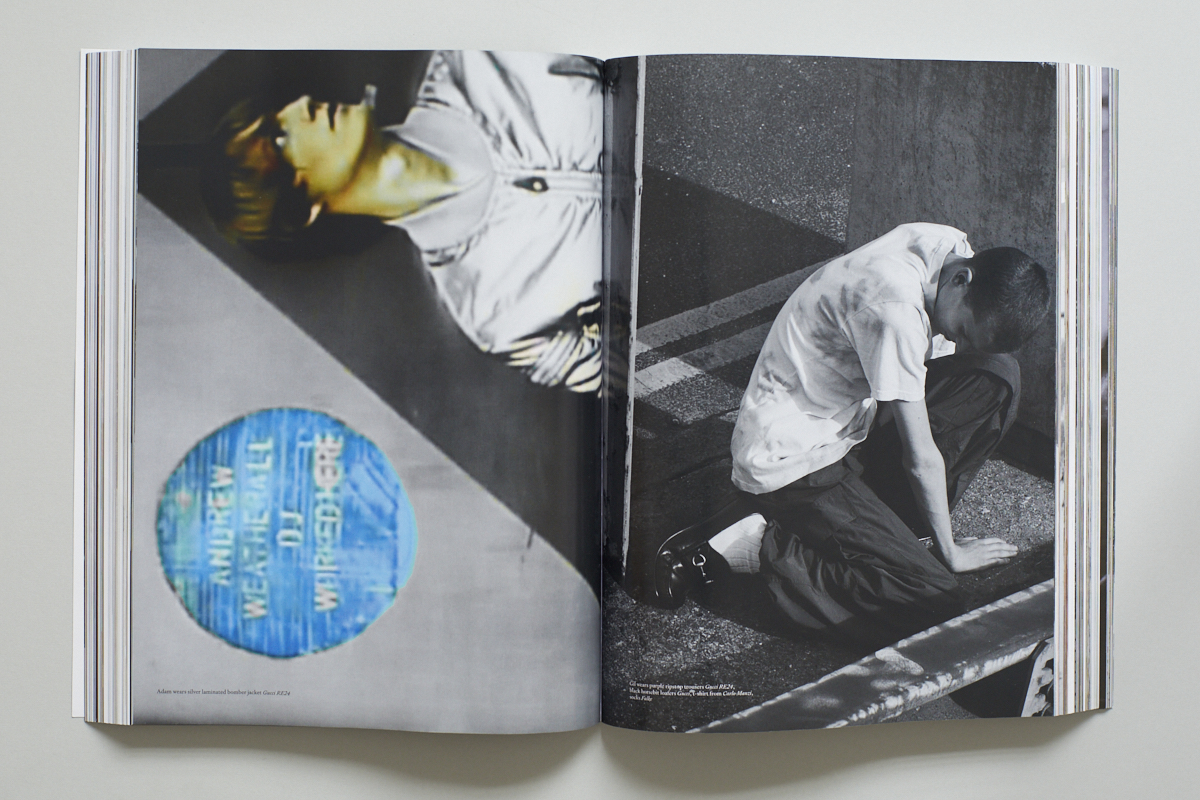 ANDREW
WEATHERALL
DJ
WORKED HERE
Adam wears silver laminated bomber jacket Gucci RE24
Gil wears purple ripstop trousers Gucci RE24,
black horsebit loafers Gucci, T-shirt from Carlo Manzi,
socks Falke